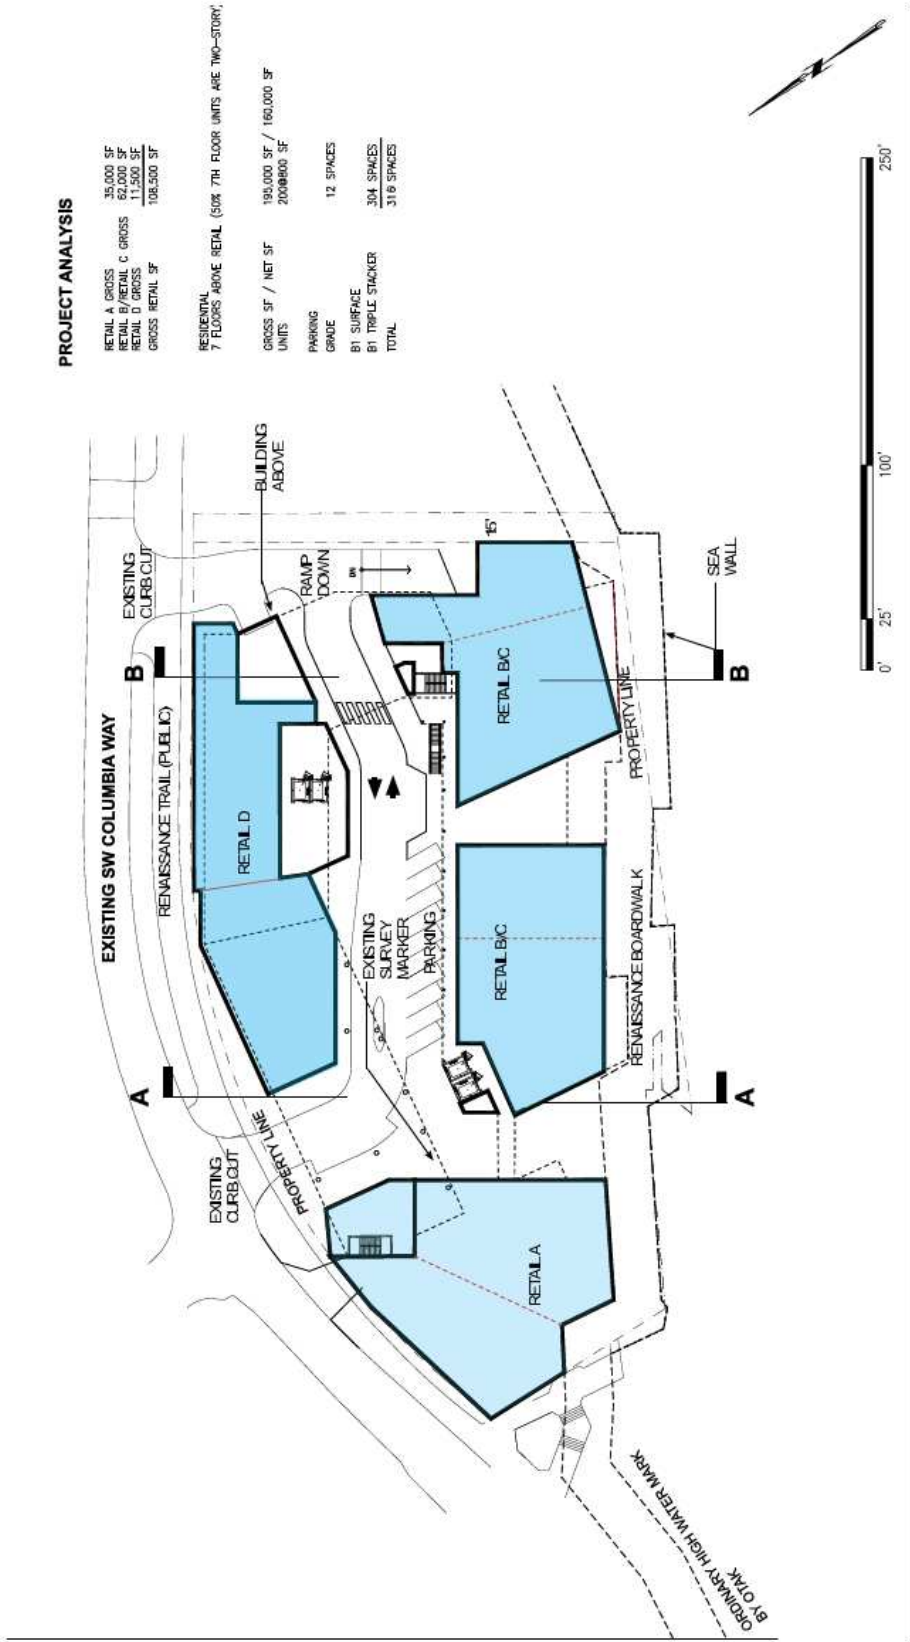 PROJECT ANALYSIS
RETAIL A GROSS 35,000 SF
RETAIL B/RETAIL C GROSS 62,000 SF
RETAIL D GROSS 11,500 SF
GROSS RETAIL SF 108,500 SF
RESIDENTIAL
7 FLOORS ABOVE RETAIL (50% 7TH FLOOR UNITS ARE TWO-STORY)
GROSS SF / NET SF 195,000 SF / 160,000 SF
UNITS
PARKING
GRADE 12 SPACES
B1 SURFACE
B1 TRIPLE STACKER 304 SPACES
TOTAL 316 SPACES
EXISTING SW COLUMBIA WAY
RENAISSANCE TRAIL (PUBLIC)
EXISTING
CURB CUT
BUILDING
ABOVE
RAMP
DOWN
DN
15'
B
B
RETAIL D
RETAIL B/C
PROPERTY LINE
SEA
WALL
EXISTING
SURVEY
MARKER
PARKING
RETAIL B/C
RENAISSANCE BOARDWALK
A
A
EXISTING
CURB CUT
PROPERTY LINE
RETAIL A
ORDINARY HIGH WATER MARK
BY OTAK
0' 25' 100' 250'
N